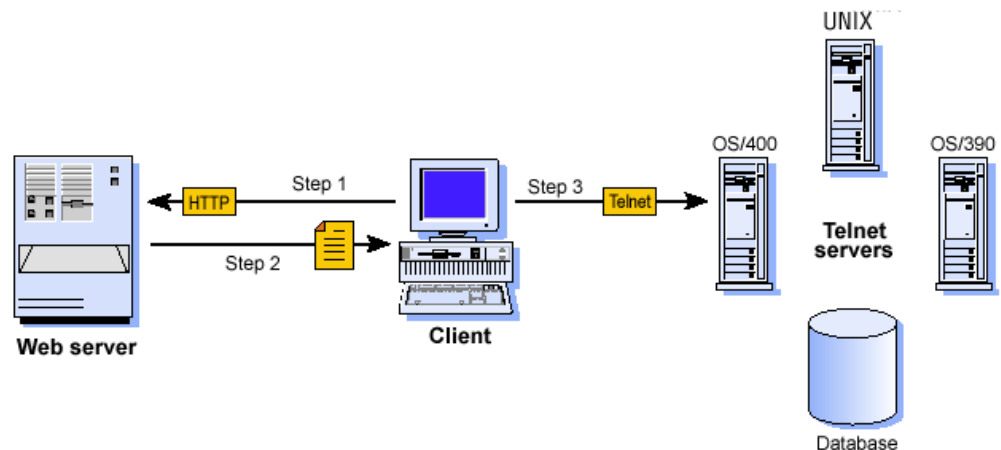 UNIX
OS/400
OS/390
Step 1
HTTP
Step 3
Telnet
Step 2
Telnet
servers
Client
Web server
Database